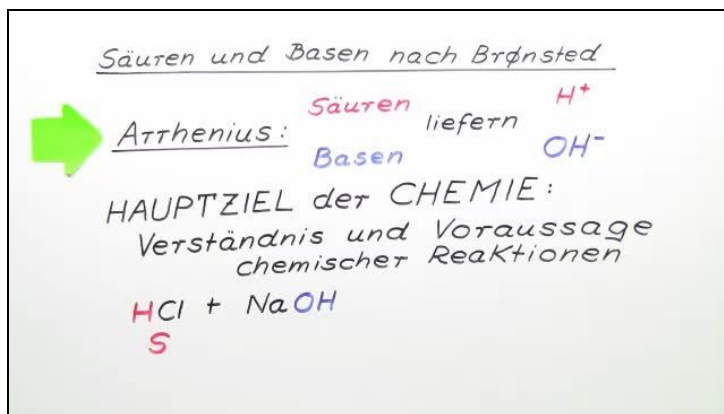 Säuren und Basen nach Brønsted
Säuren H⁺
Arrhenius: liefern
Basen OH⁻
HAUPTZIEL der CHEMIE:
Verständnis und Voraussage
chemischer Reaktionen
HCl + NaOH
S